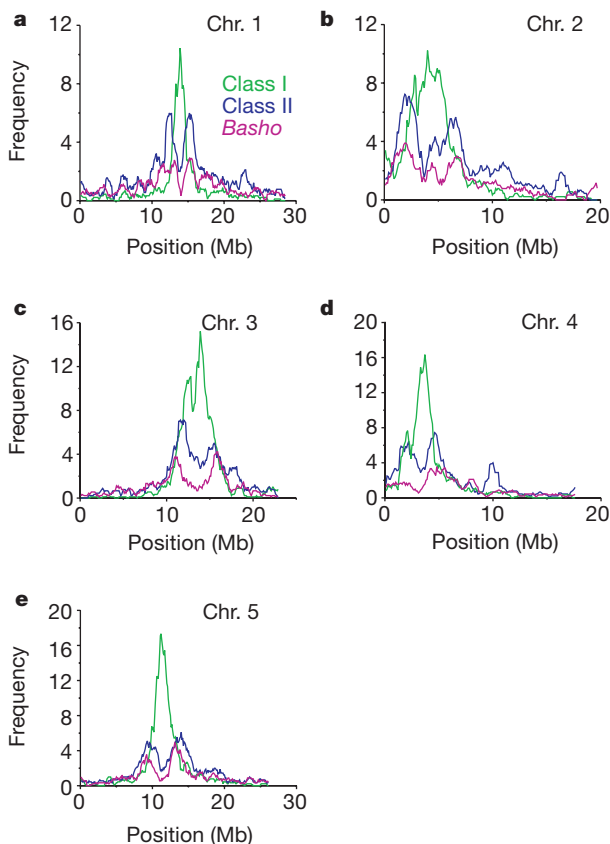 a
Chr. 1
12
8
4
0
Frequency
Class I
Class II
Basho
0 10 20 30
Position (Mb)
b
Chr. 2
12
8
4
0
0 10 20
Position (Mb)
c
Chr. 3
16
12
8
4
0
Frequency
0 10 20
Position (Mb)
d
Chr. 4
20
16
12
8
4
0
0 10 20
Position (Mb)
e
Chr. 5
20
16
12
8
4
0
Frequency
0 10 20 30
Position (Mb)